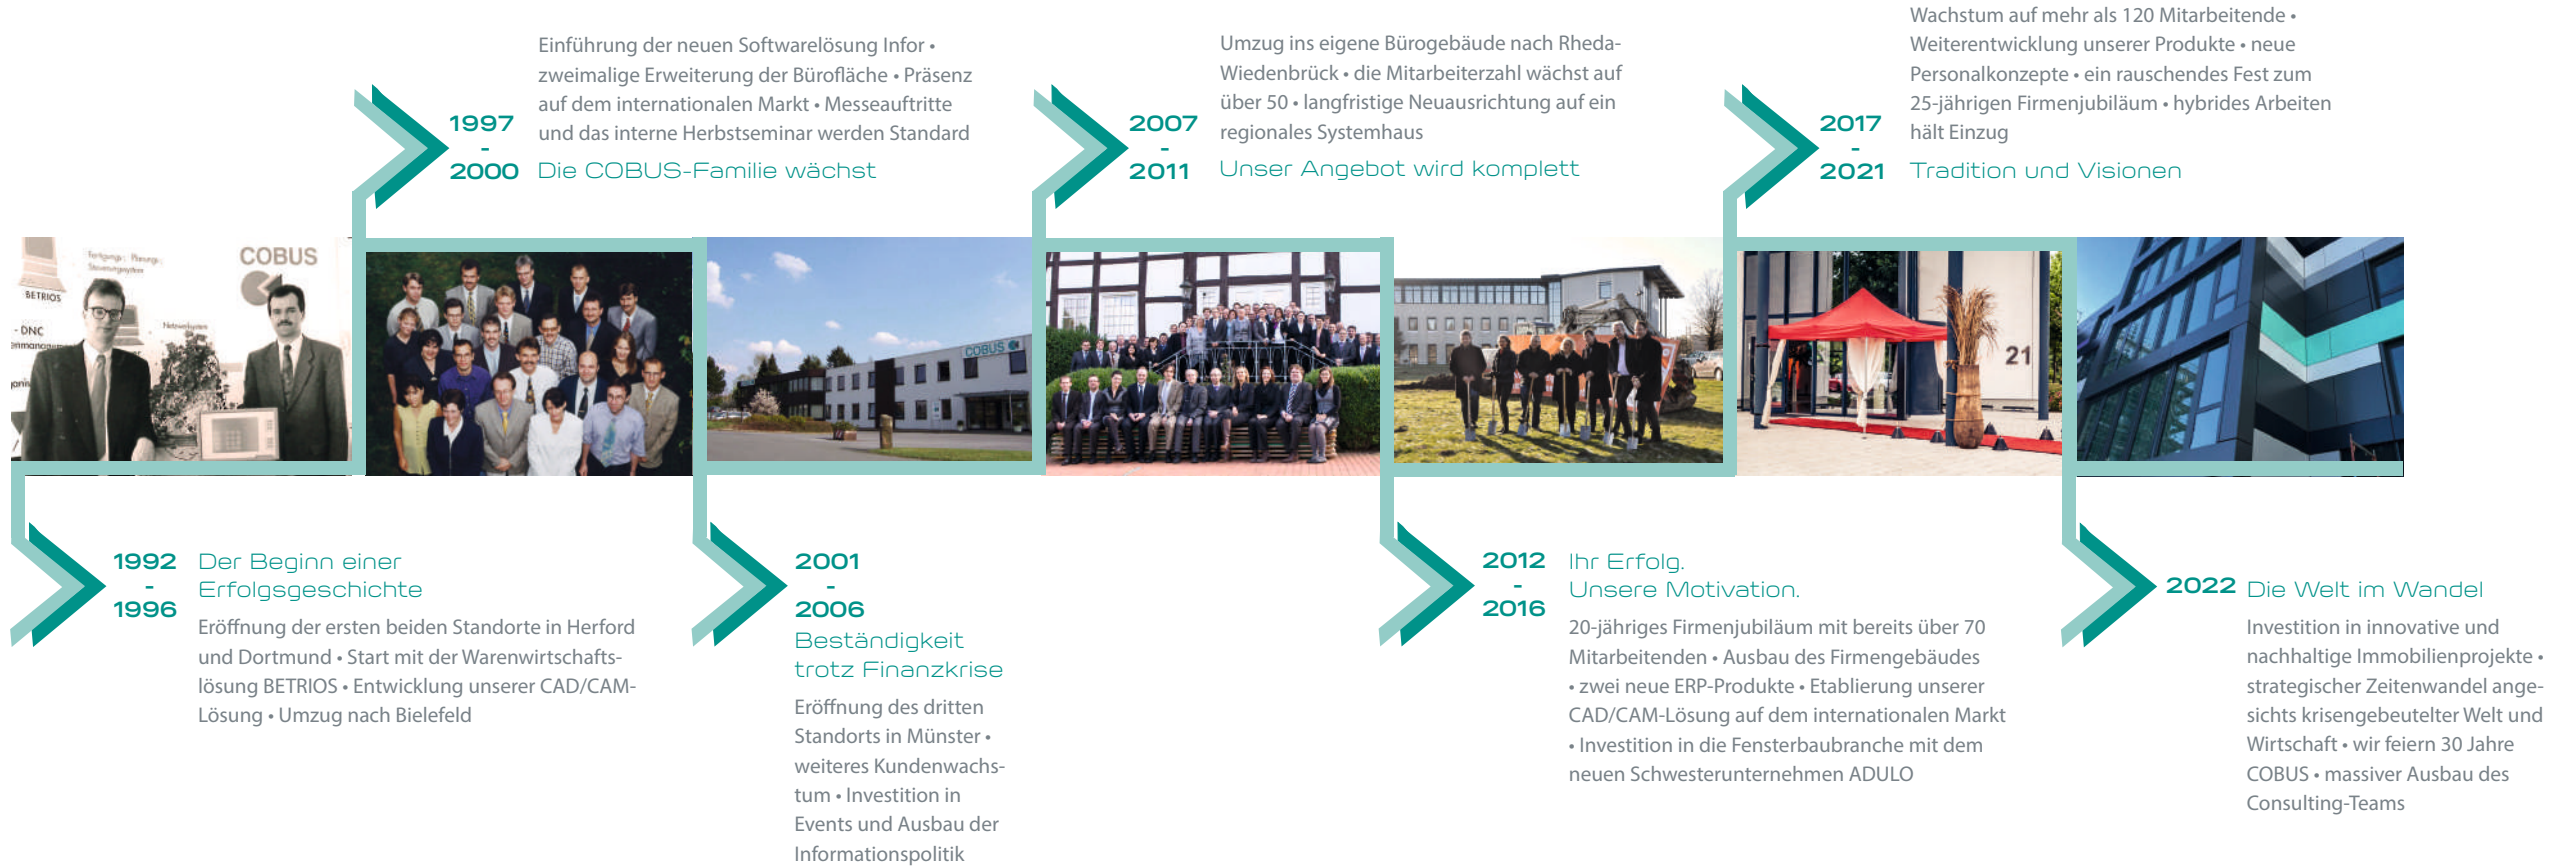 Einführung der neuen Softwarelösung Infor •
zweimalige Erweiterung der Bürofläche • Präsenz
auf dem internationalen Markt • Messeauftritte
und das interne Herbstseminar werden Standard
1997
-
2000
Die COBUS-Familie wächst
Umzug ins eigene Bürogebäude nach Rheda-
Wiedenbrück • die Mitarbeiterzahl wächst auf
über 50 • langfristige Neuausrichtung auf ein
regionales Systemhaus
2007
-
2011
Unser Angebot wird komplett
Wachstum auf mehr als 120 Mitarbeitende •
Weiterentwicklung unserer Produkte • neue
Personalkonzepte • ein rauschendes Fest zum
25-jährigen Firmenjubiläum • hybrides Arbeiten
hält Einzug
2017
-
2021
Tradition und Visionen
Fertigungs- Planungs-
Steuerungssystem
COBUS
BETRIOS
- DNC
Netzwerksystem
COBUS
21
1992
-
1996
Der Beginn einer
Erfolgsgeschichte
Eröffnung der ersten beiden Standorte in Herford
und Dortmund • Start mit der Warenwirtschafts-
lösung BETRIOS • Entwicklung unserer CAD/CAM-
Lösung • Umzug nach Bielefeld
2001
-
2006
Beständigkeit
trotz Finanzkrise
Eröffnung des dritten
Standorts in Münster •
weiteres Kundenwachs-
tum • Investition in
Events und Ausbau der
Informationspolitik
2012
-
2016
Ihr Erfolg.
Unsere Motivation.
20-jähriges Firmenjubiläum mit bereits über 70
Mitarbeitenden • Ausbau des Firmengebäudes
• zwei neue ERP-Produkte • Etablierung unserer
CAD/CAM-Lösung auf dem internationalen Markt
• Investition in die Fensterbaubranche mit dem
neuen Schwesterunternehmen ADULO
2022
Die Welt im Wandel
Investition in innovative und
nachhaltige Immobilienprojekte •
strategischer Zeitenwandel ange-
sichts krisengebeutelter Welt und
Wirtschaft • wir feiern 30 Jahre
COBUS • massiver Ausbau des
Consulting-Teams